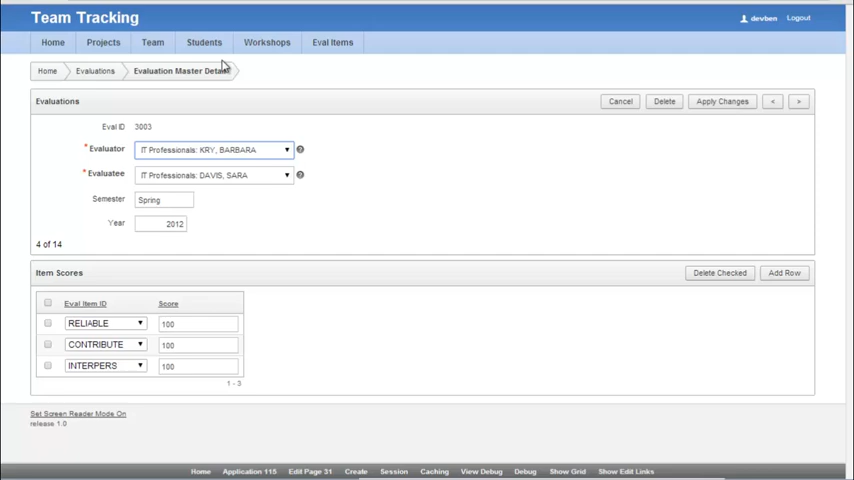 Team Tracking
devben Logout
Home Projects Team Students Workshops Eval Items
Home Evaluations Evaluation Master Detail
Evaluations Cancel Delete Apply Changes < >
Eval ID 3003
* Evaluator IT Professionals: KRY, BARBARA
* Evaluatee IT Professionals: DAVIS, SARA
Semester Spring
Year 2012
4 of 14
Item Scores Delete Checked Add Row
Eval Item ID Score
RELIABLE 100
CONTRIBUTE 100
INTERPERS 100
1 - 3
Set Screen Reader Mode On
release 1.0
Home Application 115 Edit Page 31 Create Session Caching View Debug Debug Show Grid Show Edit Links